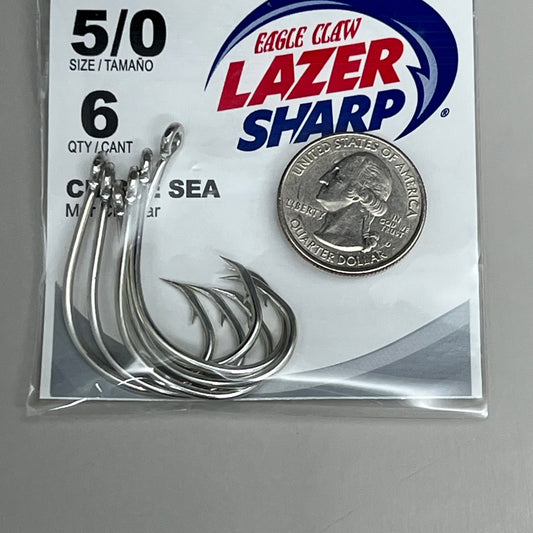 5/0
SIZE / TAMAÑO
6
QTY / CANT
SEA
EAGLE CLAW
LAZER
SHARP
®
UNITED STATES OF AMERICA
LIBERTY
IN
GOD WE
TRUST
QUARTER DOLLAR